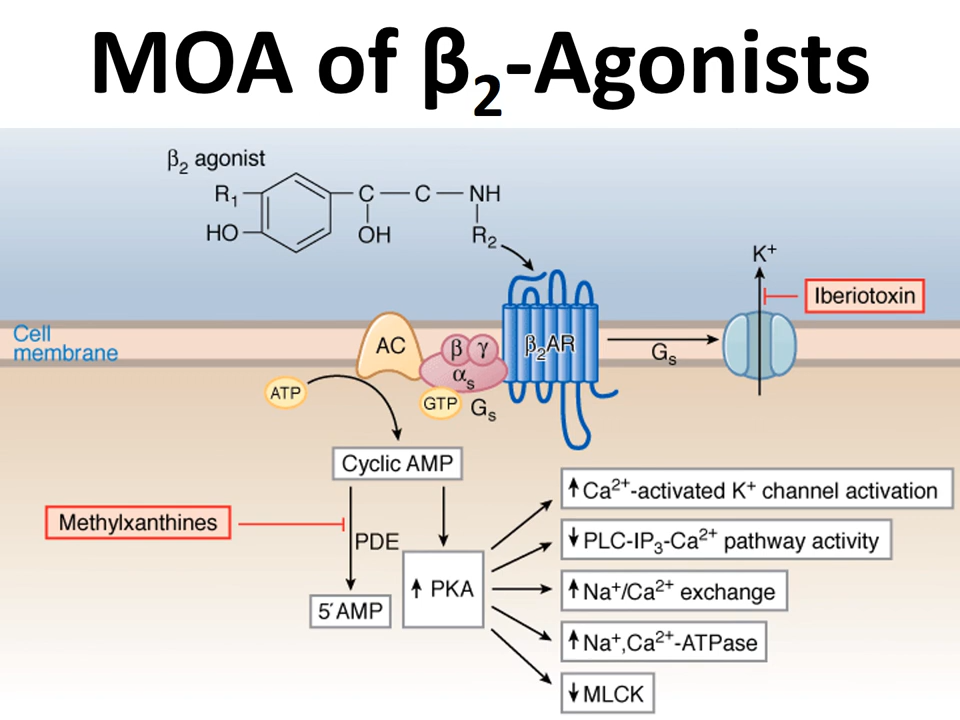 MOA of β₂-Agonists
β₂ agonist
R₁
C
C
NH
HO
OH
R₂
K⁺
Iberiotoxin
Cell
membrane
AC
β
γ
β₂AR
Gₛ
αₛ
ATP
GTP
Gₛ
Cyclic AMP
↑Ca²⁺-activated K⁺ channel activation
Methylxanthines
PDE
↓PLC-IP₃-Ca²⁺ pathway activity
↑ PKA
↑Na⁺/Ca²⁺ exchange
5´AMP
↑Na⁺,Ca²⁺-ATPase
↓MLCK